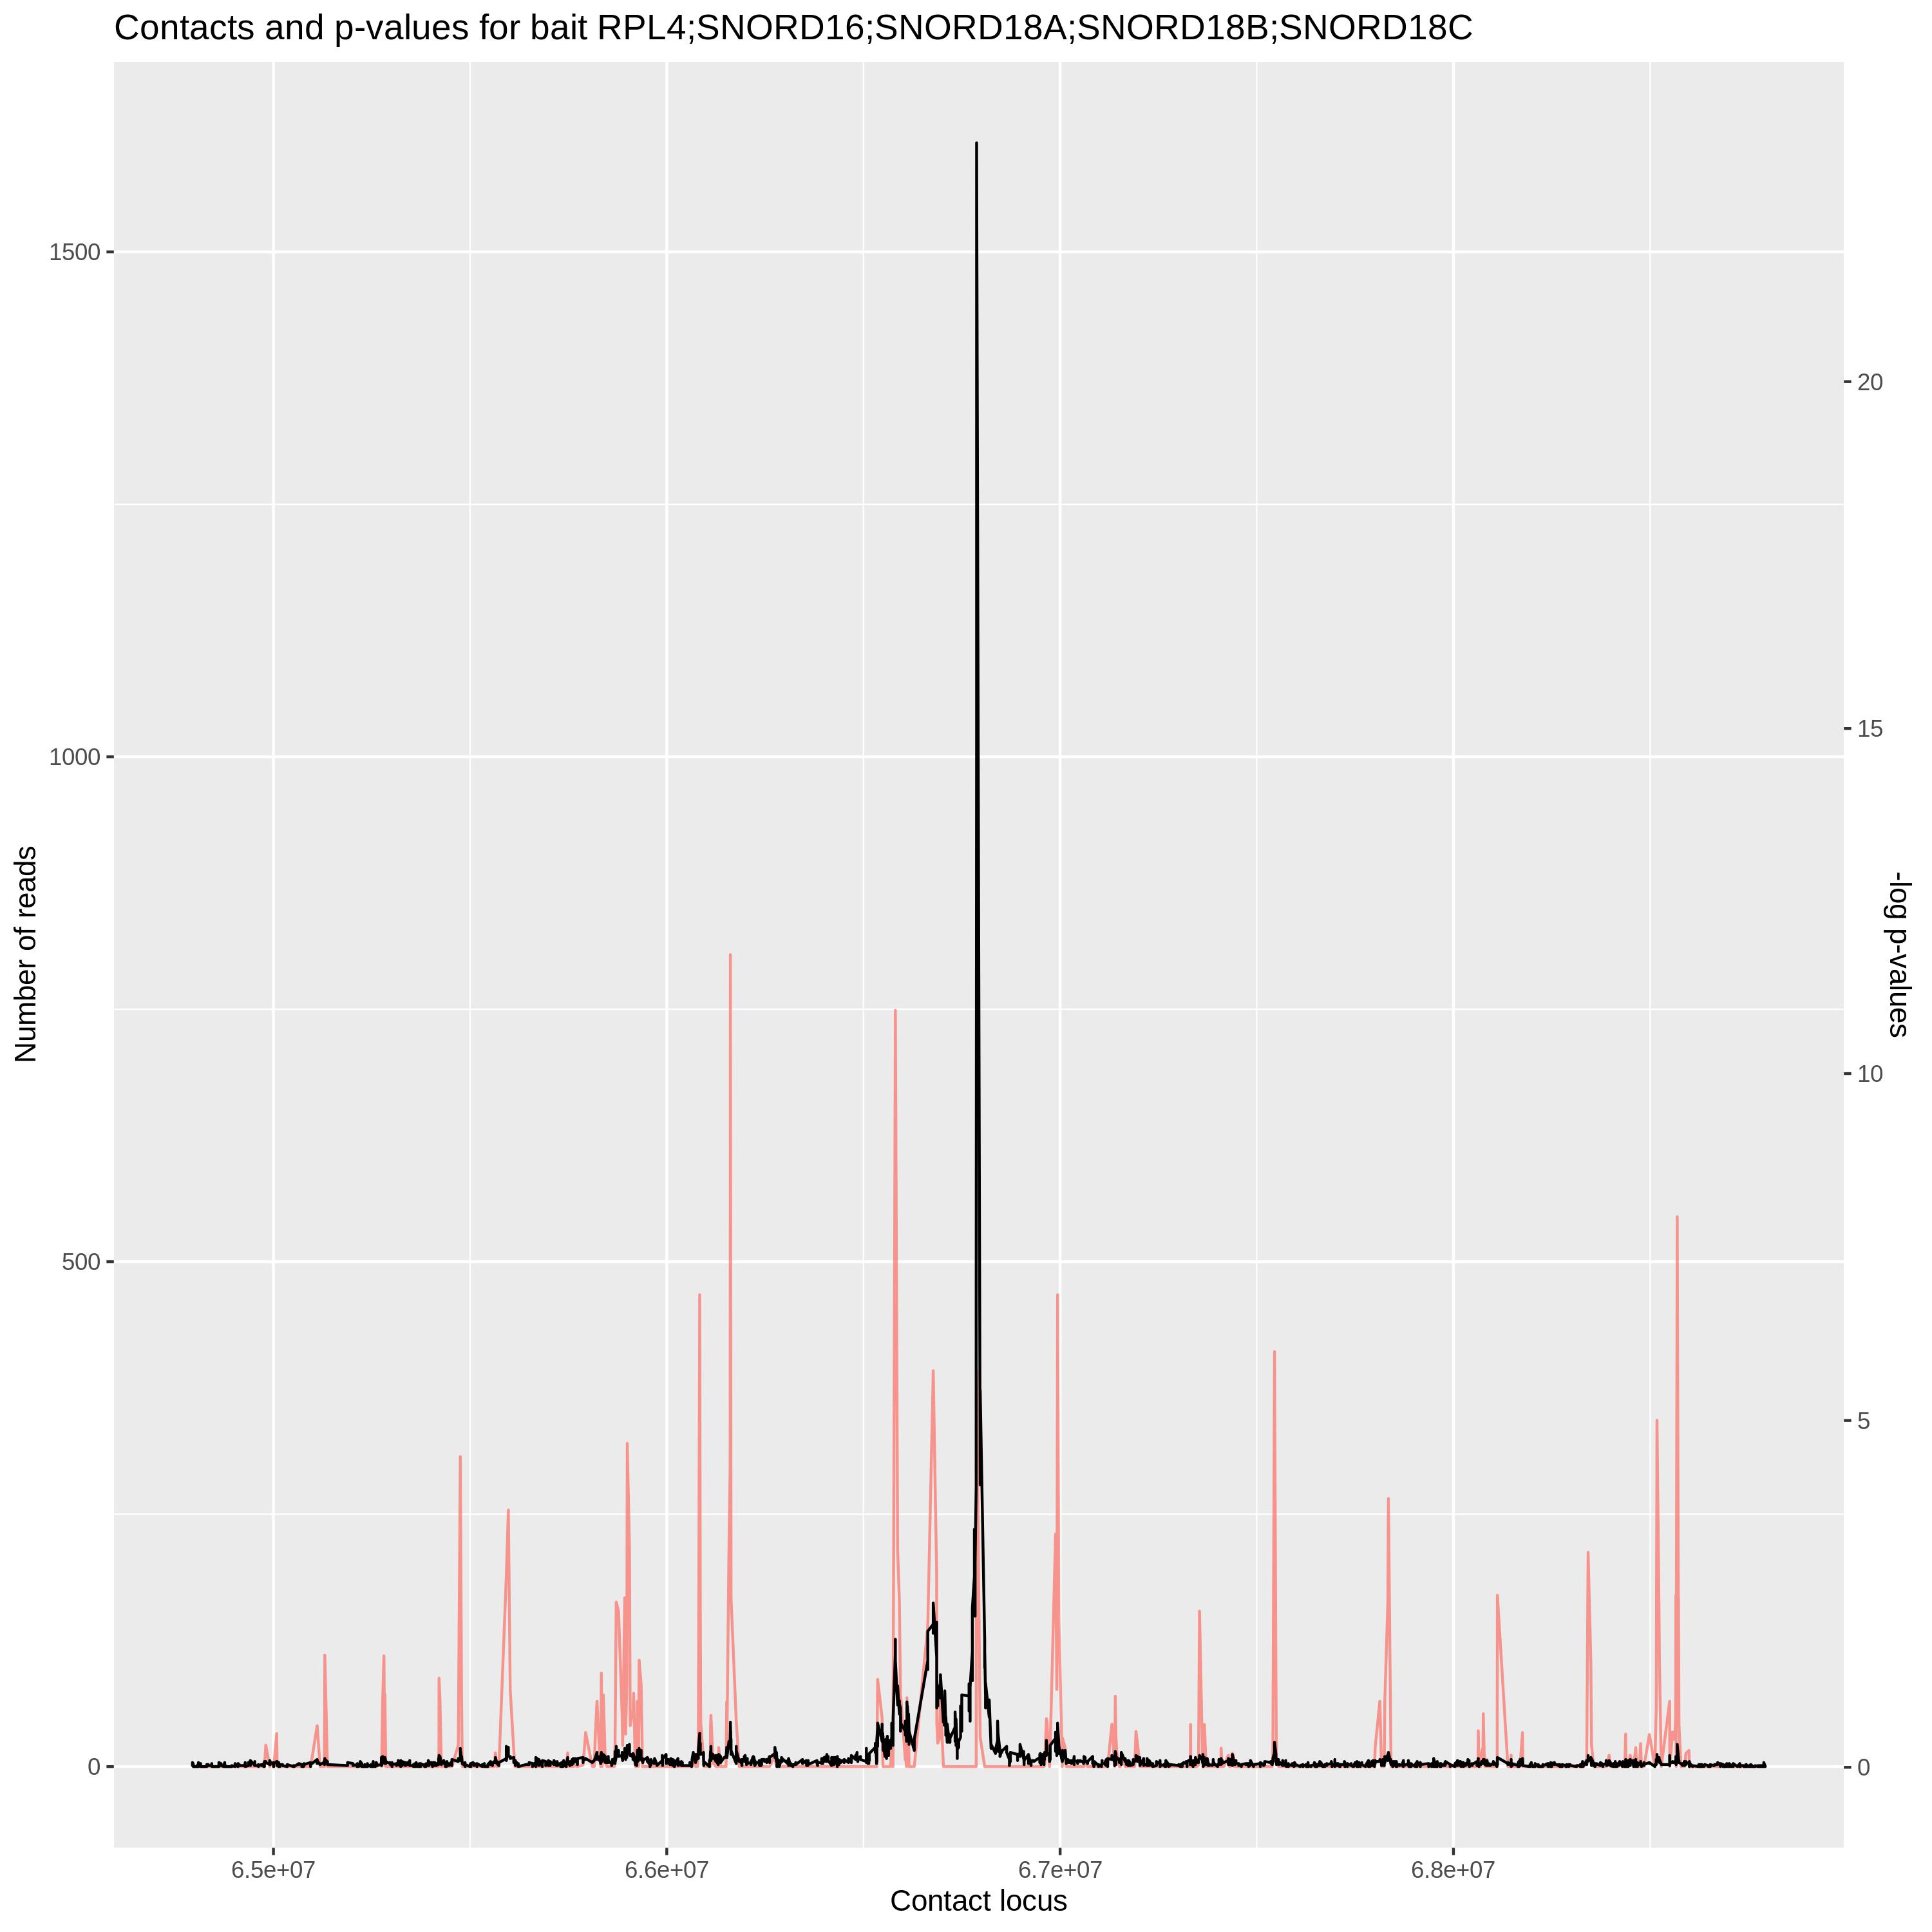 Contacts and p-values for bait RPL4;SNORD16;SNORD18A;SNORD18B;SNORD18C
1500
1000
500
0
Number of reads
20
15
10
5
0
-log p-values
6.5e+07 6.6e+07 6.7e+07 6.8e+07
Contact locus